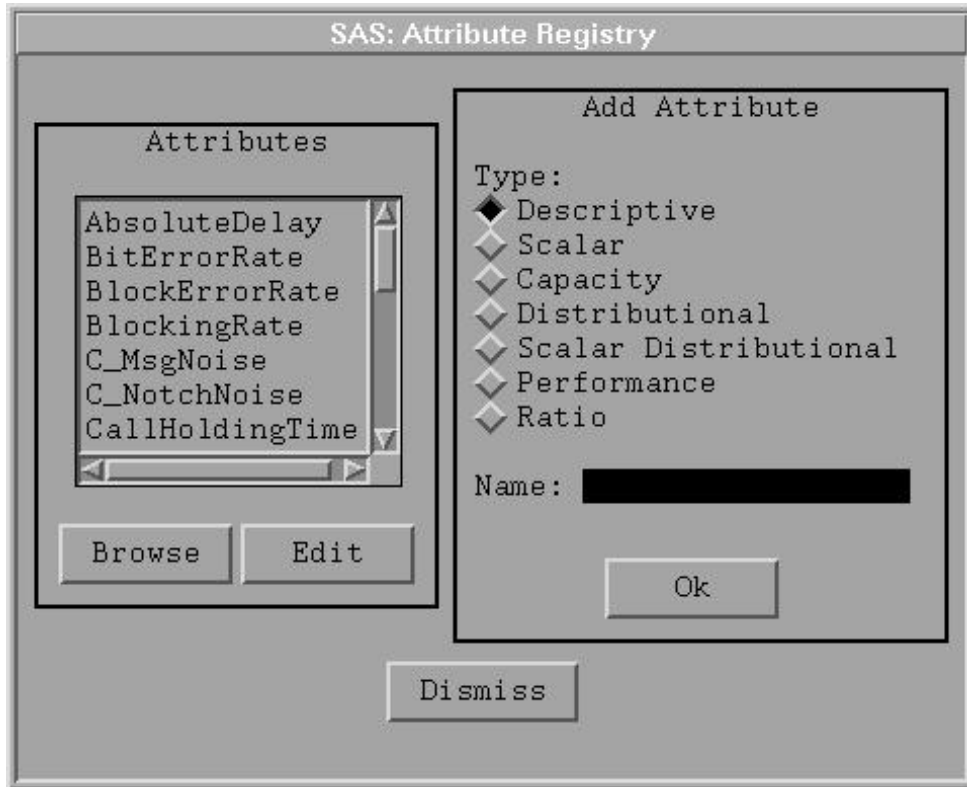 SAS: Attribute Registry
Attributes
AbsoluteDelay
BitErrorRate
BlockErrorRate
BlockingRate
C_MsgNoise
C_NotchNoise
CallHoldingTime
Browse
Edit
Add Attribute
Type:
Descriptive
Scalar
Capacity
Distributional
Scalar Distributional
Performance
Ratio
Name:
Ok
Dismiss